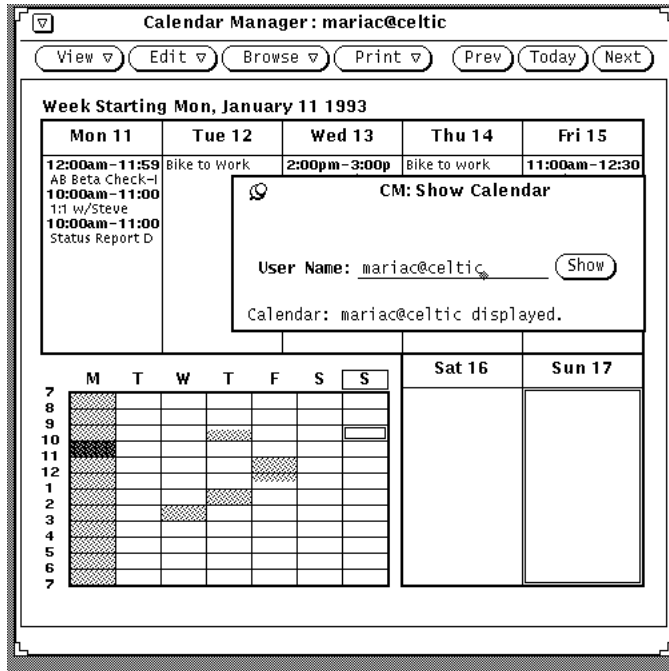 Calendar Manager : mariac@celtic
View Edit Browse Print Prev Today Next
Week Starting Mon, January 11 1993
Mon 11 Tue 12 Wed 13 Thu 14 Fri 15
12:00am-11:59 Bike to Work 2:00pm-3:00p Bike to work 11:00am-12:30
AB Beta Check-I
10:00am-11:00
1:1 w/Steve
10:00am-11:00
Status Report D
CM: Show Calendar
User Name: mariac@celtic Show
Calendar: mariac@celtic displayed.
Sat 16 Sun 17
M T W T F S S
7
8
9
10
11
12
1
2
3
4
5
6
7